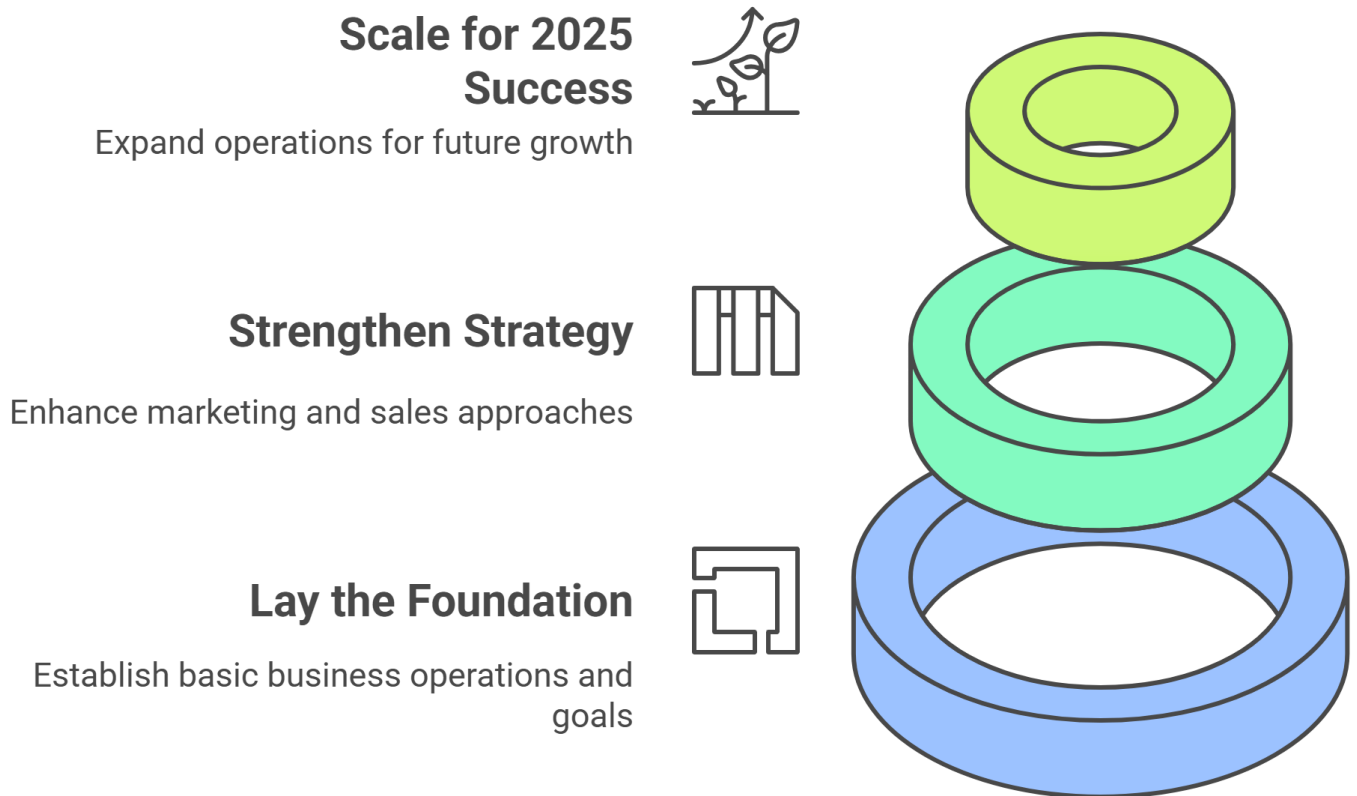 Scale for 2025
Success
Expand operations for future growth
Strengthen Strategy
Enhance marketing and sales approaches
Lay the Foundation
Establish basic business operations and
goals